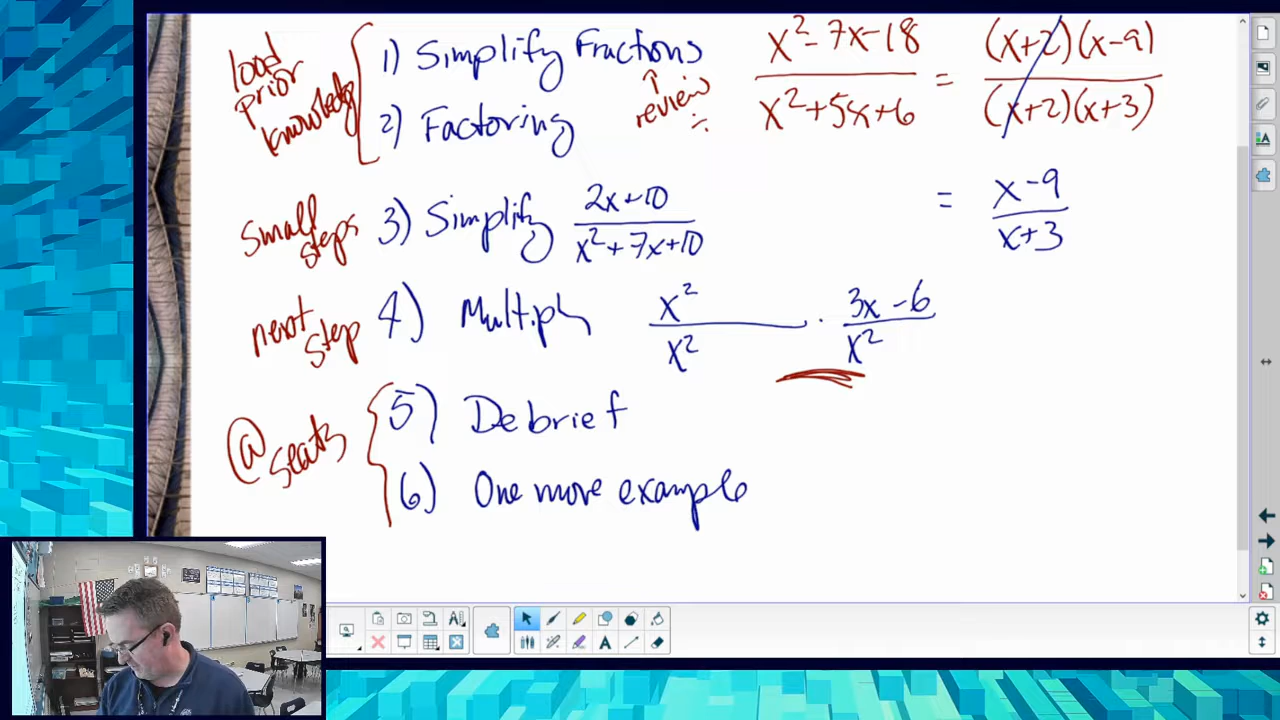 load prior knowledge
1) Simplify Fractions
↑ review ÷
2) Factoring
x² - 7x - 18 / x² + 5x + 6 = (x+2)(x-9) / (x+2)(x+3)
= x-9 / x+3
small steps
3) Simplify 2x+10 / x² + 7x + 10
next step
4) Multiply x² / x² · 3x - 6 / x²
@ seats
5) Debrief
6) One more example